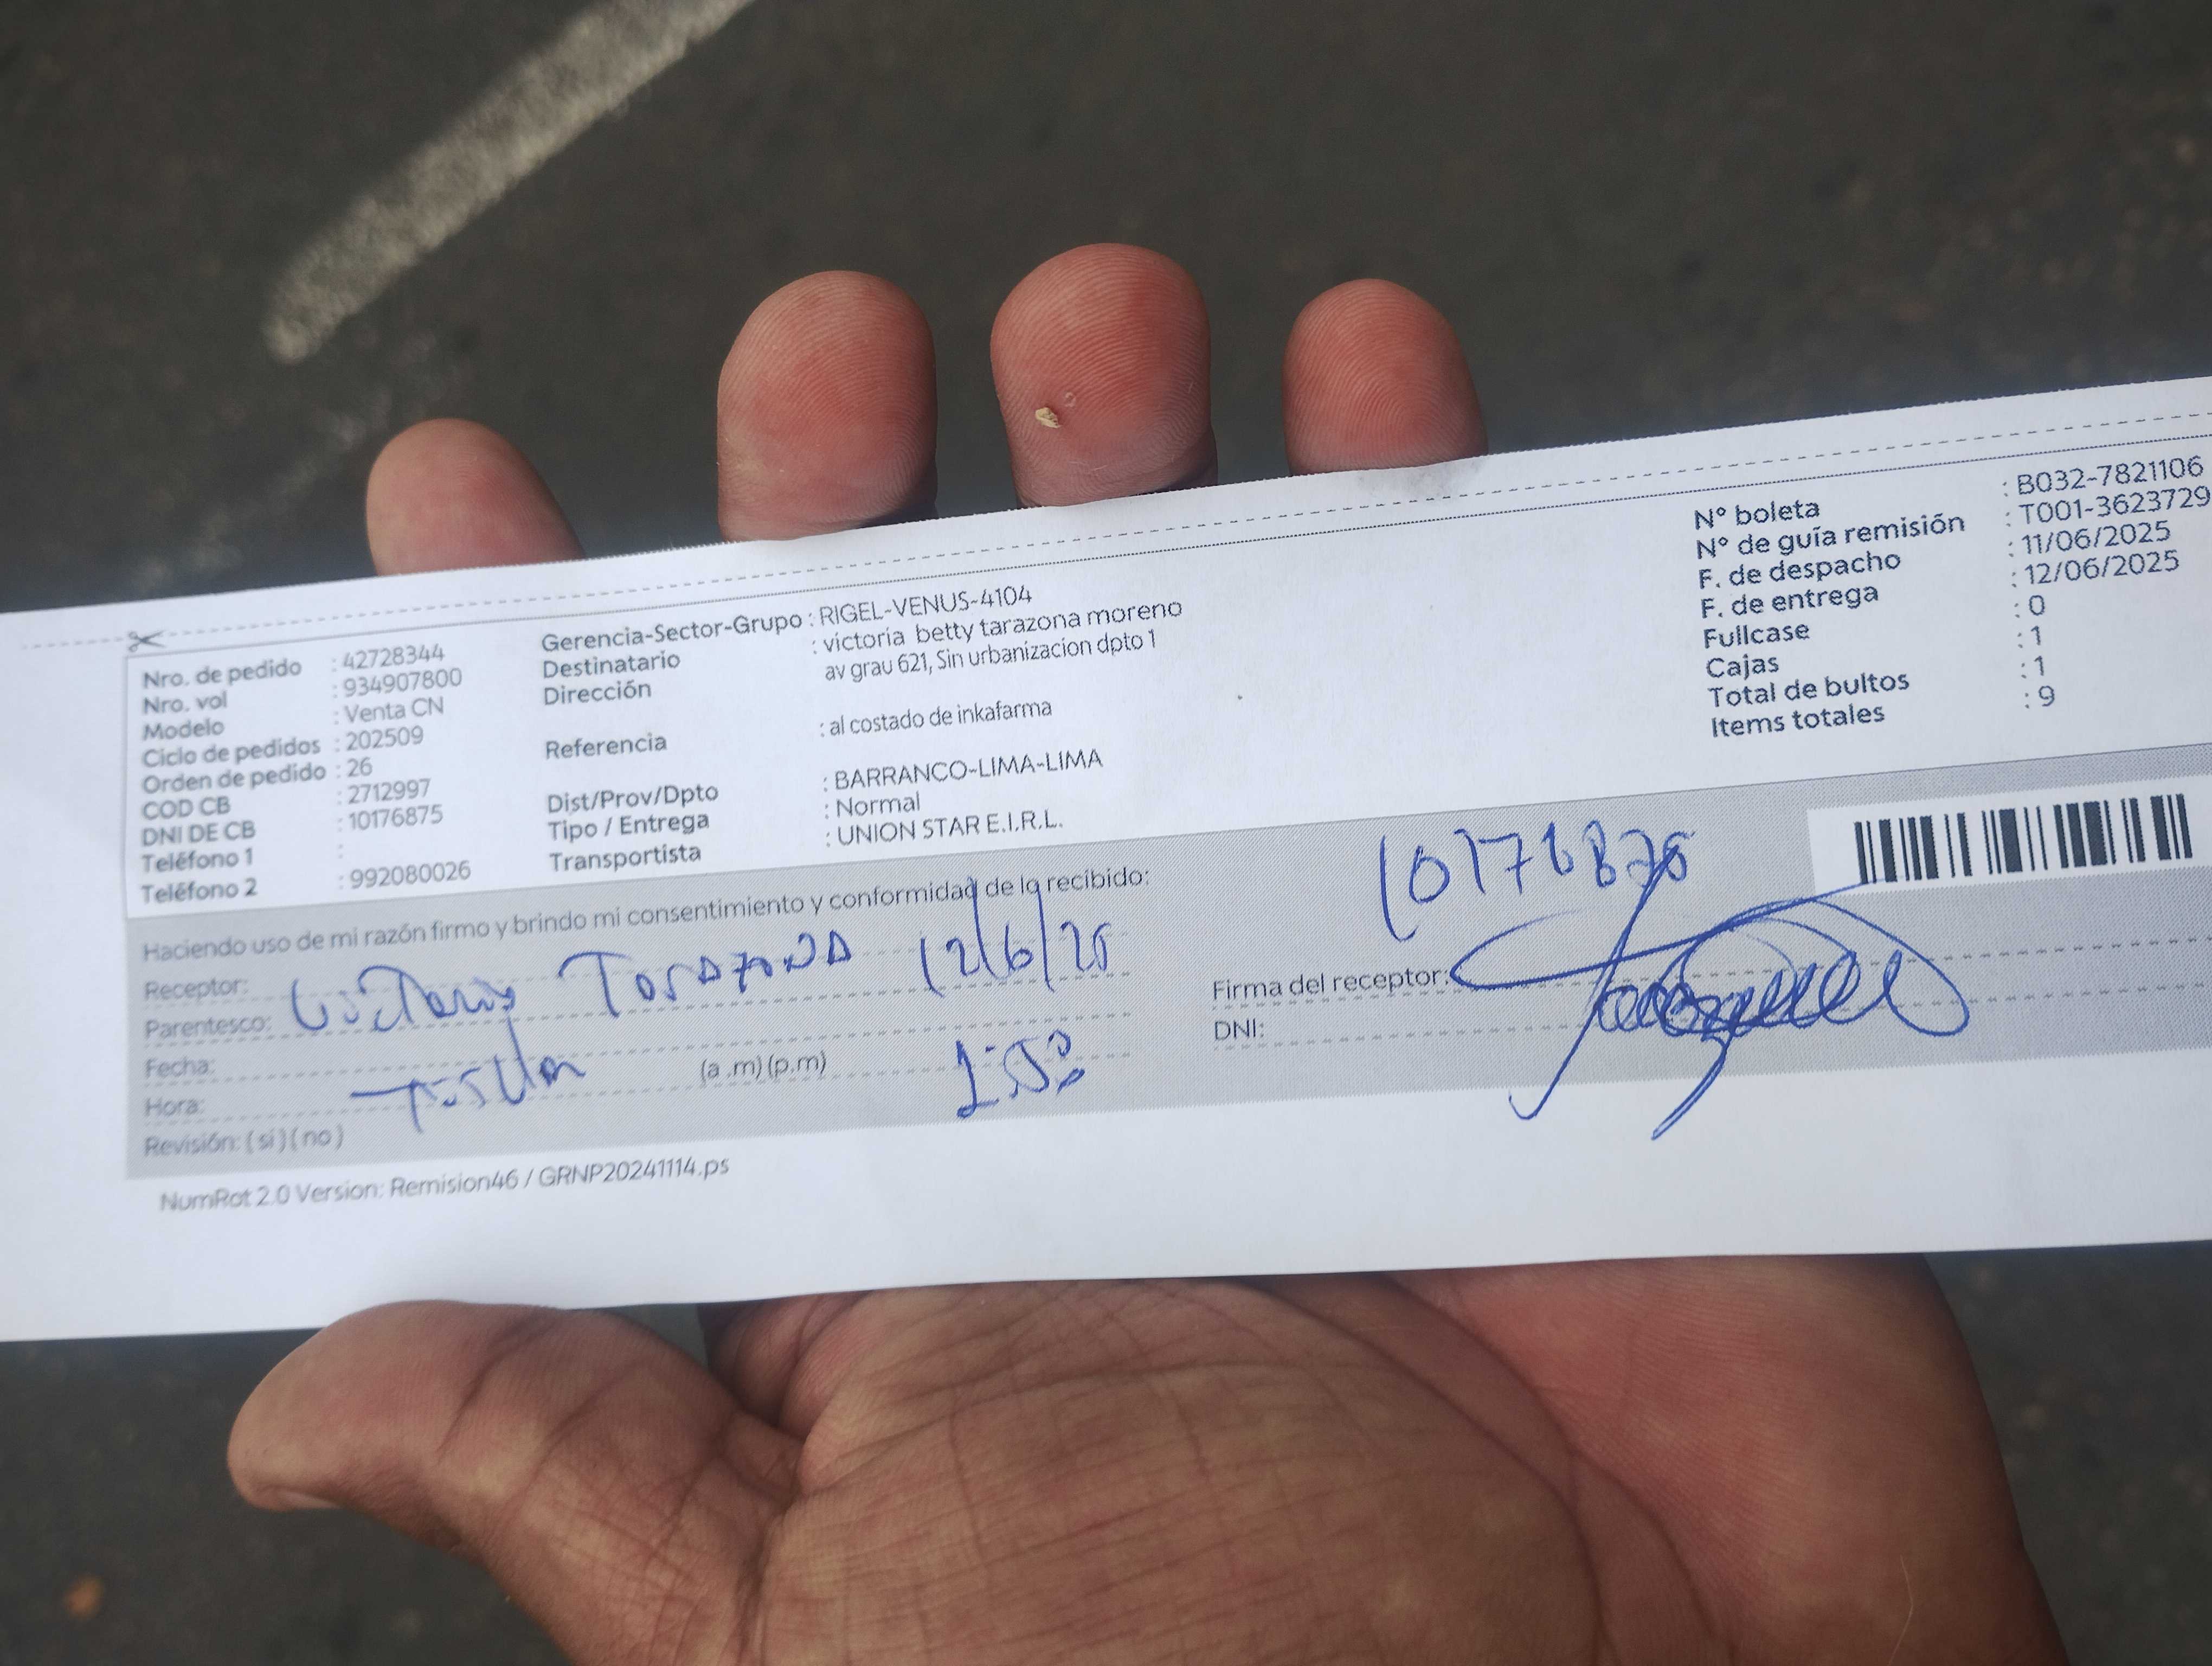 Nro. de pedido : 42728344
Nro. vol : 934907800
Modelo : Venta CN
Ciclo de pedidos : 202509
Orden de pedido : 26
COD CB : 2712997
DNI DE CB : 10176875
Teléfono 1 :
Teléfono 2 : 992080026
Gerencia-Sector-Grupo : RIGEL-VENUS-4104
Destinatario : victoria betty tarazona moreno
Dirección av grau 621, Sin urbanizacion dpto 1
Referencia : al costado de inkafarma
Dist/Prov/Dpto : BARRANCO-LIMA-LIMA
Tipo / Entrega : Normal
Transportista : UNION STAR E.I.R.L.
N° boleta : B032-7821106
N° de guía remisión : T001-3623729
F. de despacho : 11/06/2025
F. de entrega : 12/06/2025
Fullcase : 0
Cajas : 1
Total de bultos : 1
Items totales : 9
Haciendo uso de mi razón firmo y brindo mi consentimiento y conformidad de lo recibido:
Receptor: Victoria Tarazona 12/6/25
Parentesco:
Fecha:
Hora: (a .m) (p.m)
Revisión: ( si ) ( no )
Firma del receptor:
DNI:
NumRot 2.0 Version: Remision46 / GRNP20241114.ps